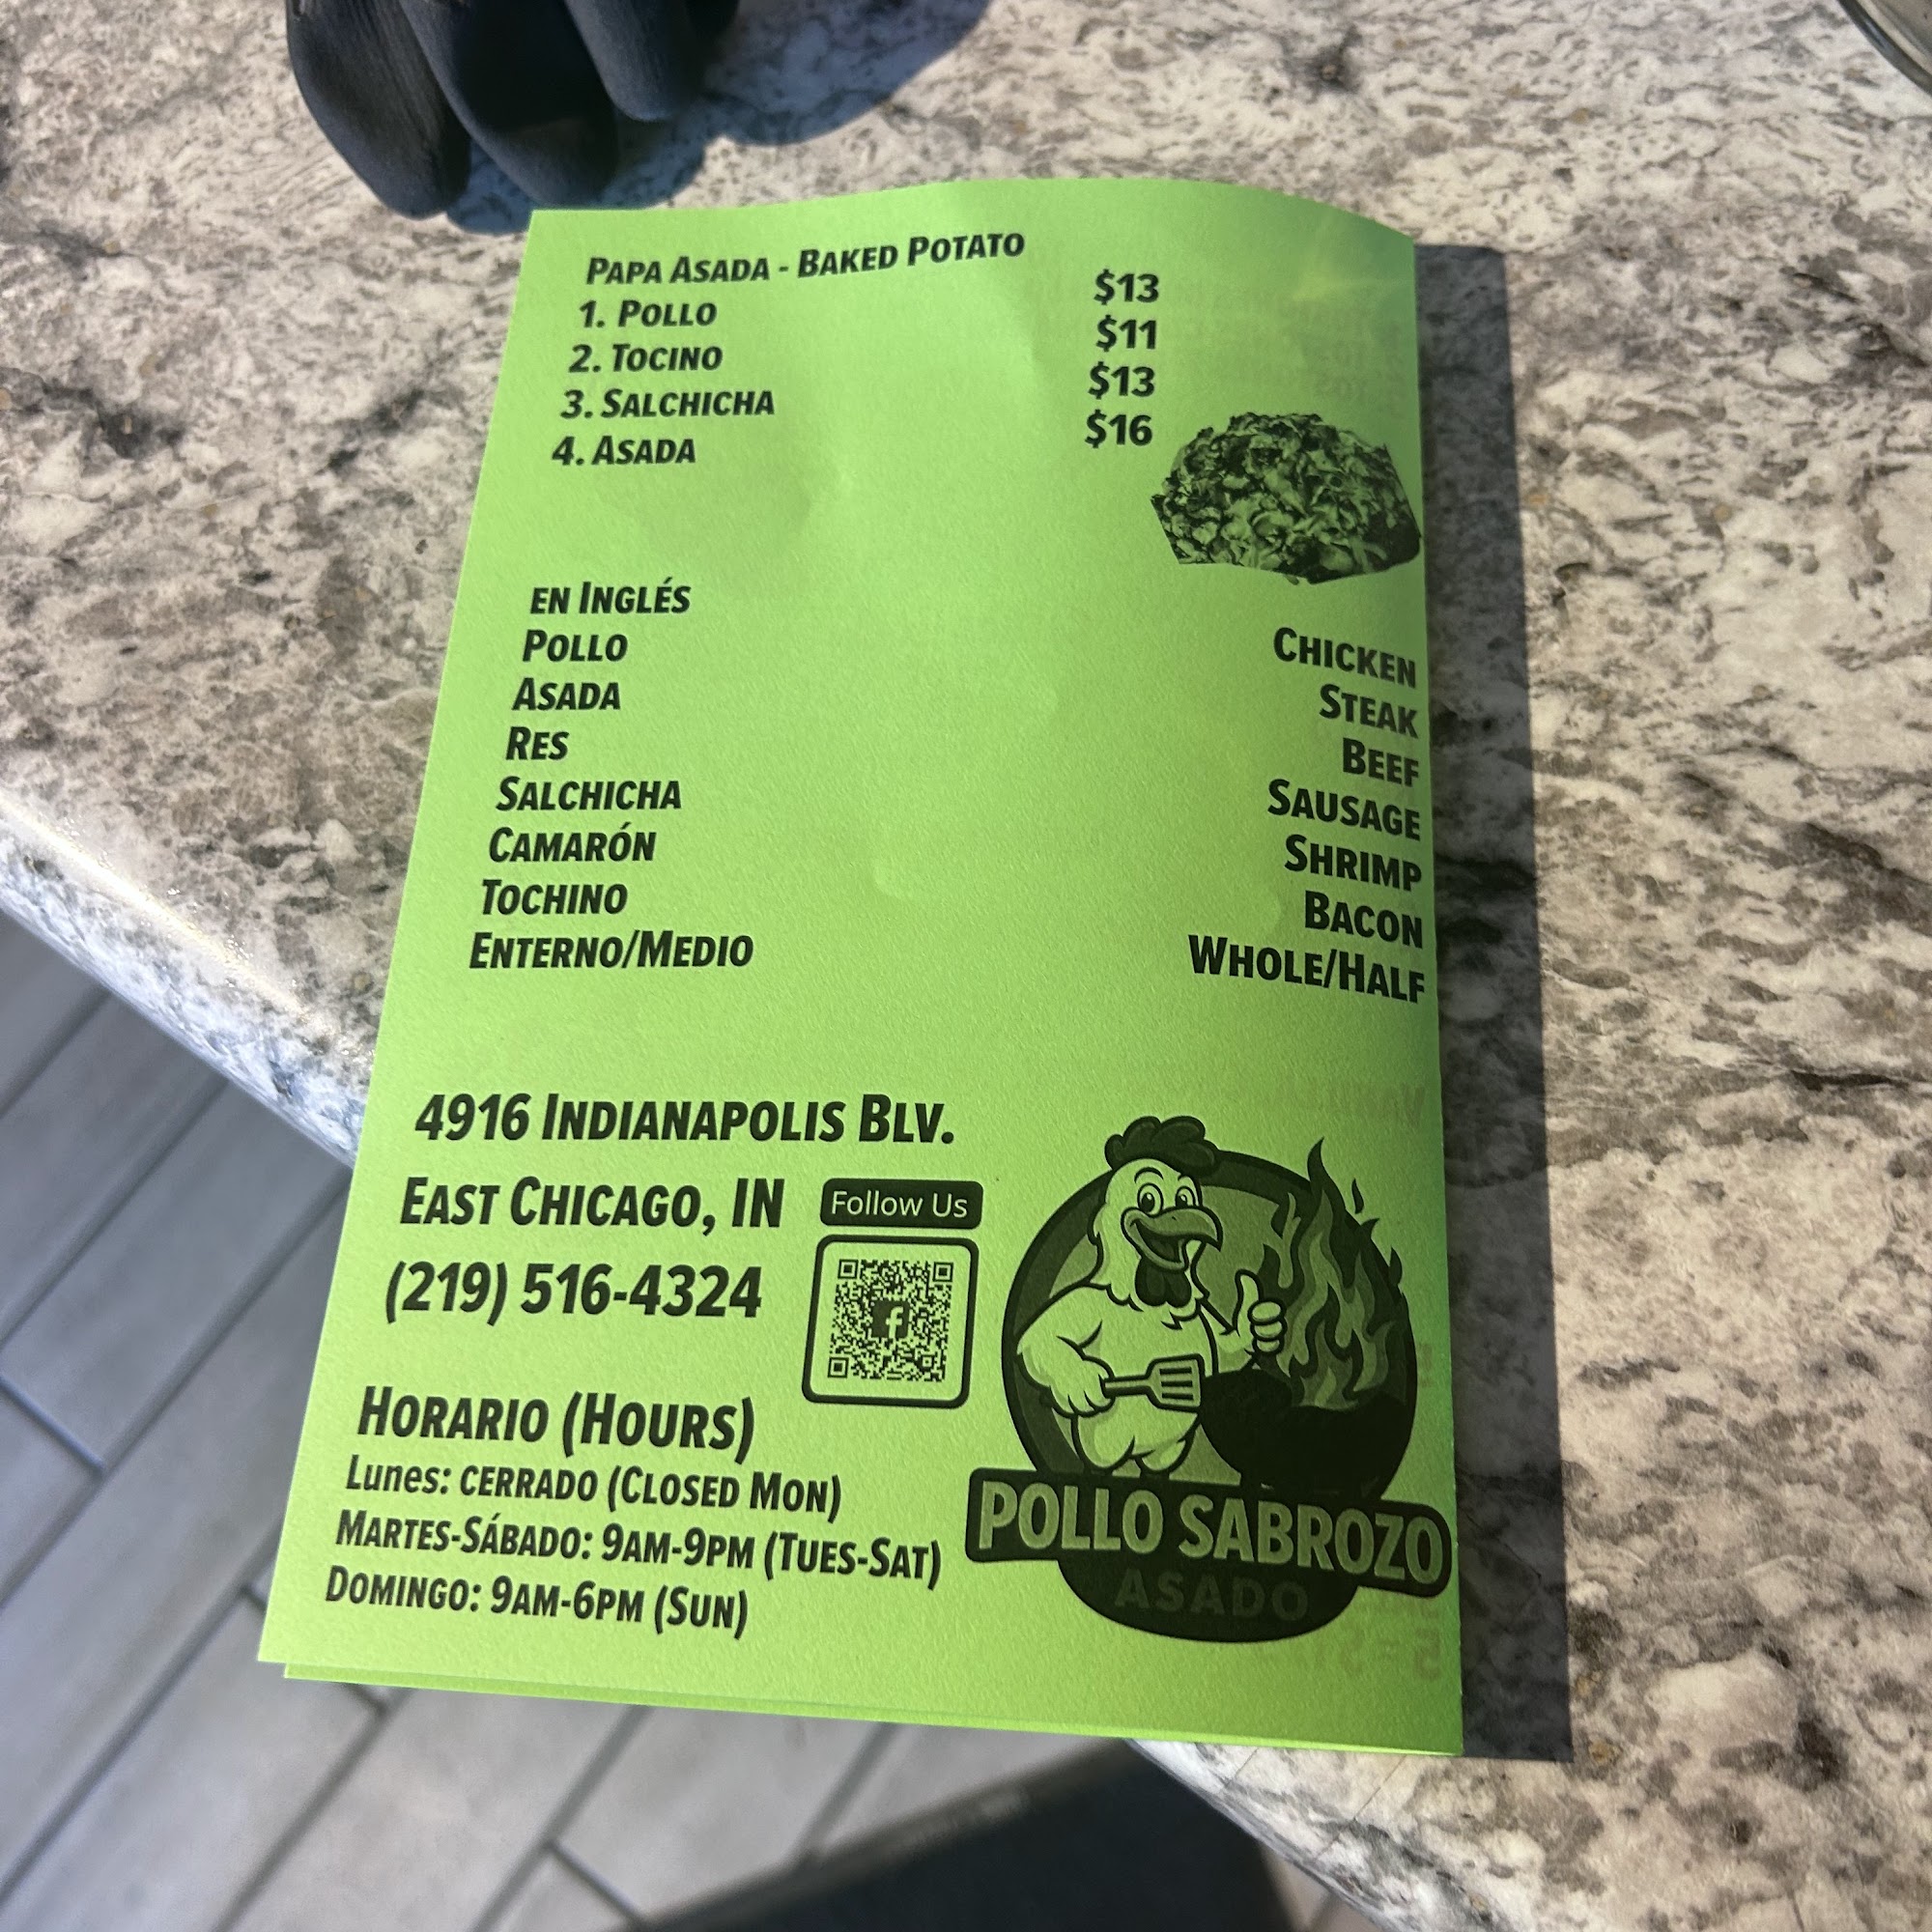 PAPA ASADA - BAKED POTATO
1. POLLO $13
2. TOCINO $11
3. SALCHICHA $13
4. ASADA $16
EN INGLÉS
POLLO CHICKEN
ASADA STEAK
RES BEEF
SALCHICHA SAUSAGE
CAMARÓN SHRIMP
TOCHINO BACON
ENTERNO/MEDIO WHOLE/HALF
4916 INDIANAPOLIS BLV.
EAST CHICAGO, IN
(219) 516-4324
Follow Us
f
HORARIO (HOURS)
Lunes: CERRADO (CLOSED MON)
MARTES-SÁBADO: 9AM-9PM (TUES-SAT)
DOMINGO: 9AM-6PM (SUN)
POLLO SABROZO
ASADO